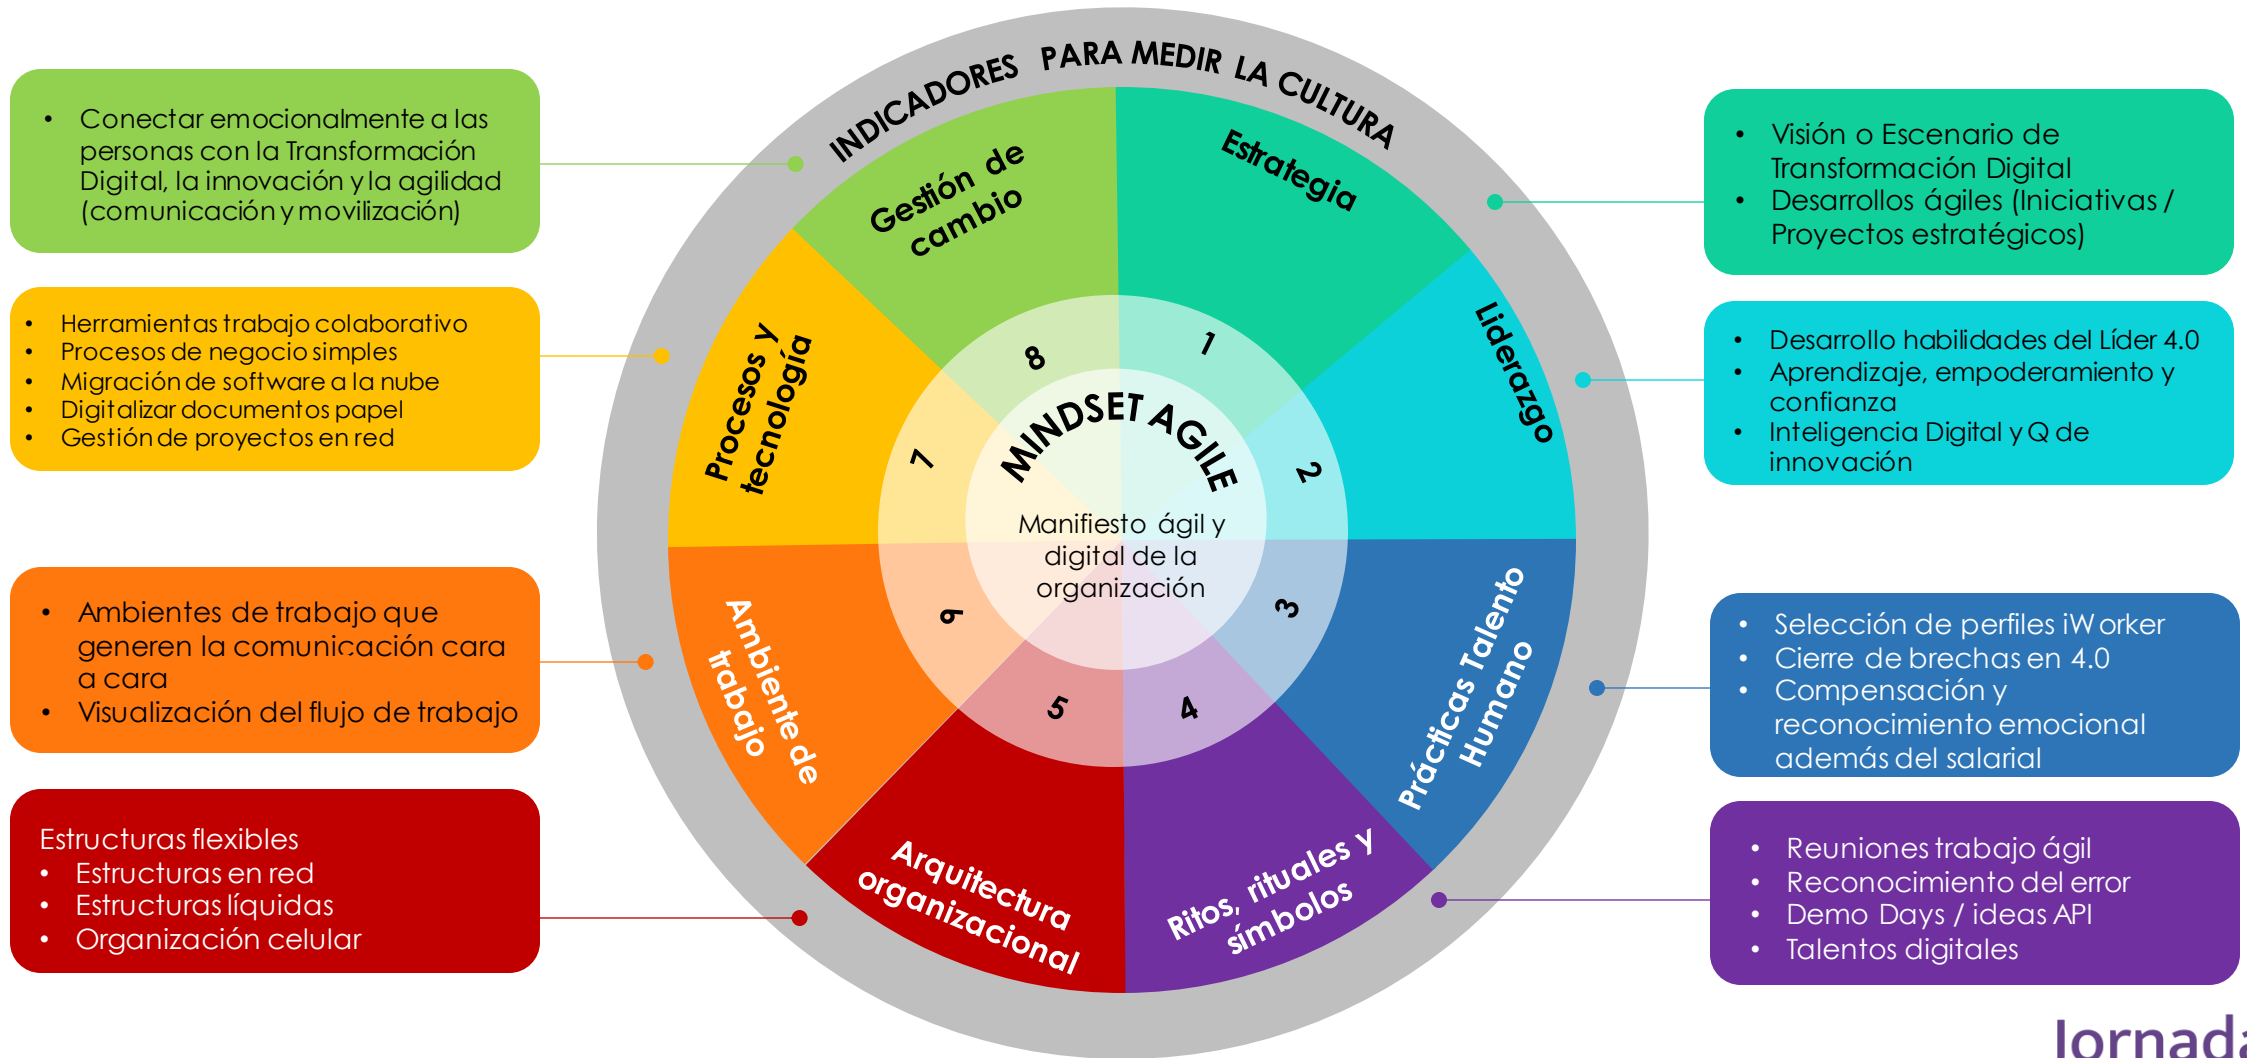 INDICADORES PARA MEDIR LA CULTURA
• Conectar emocionalmente a las
personas con la Transformación
Digital, la innovación y la agilidad
(comunicación y movilización)
• Herramientas trabajo colaborativo
• Procesos de negocio simples
• Migración de software a la nube
• Digitalizar documentos papel
• Gestión de proyectos en red
• Ambientes de trabajo que
generen la comunicación cara
a cara
• Visualización del flujo de trabajo
Estructuras flexibles
• Estructuras en red
• Estructuras líquidas
• Organización celular
Gestión de
cambio
Estrategia
Procesos y
tecnología
Liderazgo
8
1
7
2
MINDSET AGILE
Manifiesto ágil y
digital de la
organización
6
3
5
4
Ambiente de
trabajo
Prácticas Talento
Humano
Arquitectura
organizacional
Ritos, rituales y
símbolos
• Visión o Escenario de
Transformación Digital
• Desarrollos ágiles (Iniciativas /
Proyectos estratégicos)
• Desarrollo habilidades del Líder 4.0
• Aprendizaje, empoderamiento y
confianza
• Inteligencia Digital y Q de
innovación
• Selección de perfiles iWorker
• Cierre de brechas en 4.0
• Compensación y
reconocimiento emocional
además del salarial
• Reuniones trabajo ágil
• Reconocimiento del error
• Demo Days / ideas API
• Talentos digitales